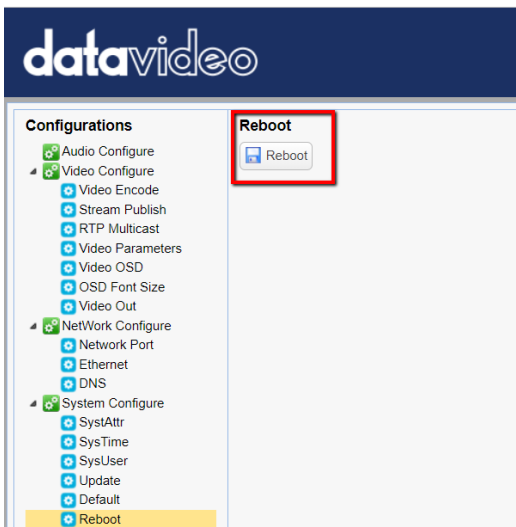 datavideo
Configurations
Audio Configure
Video Configure
Video Encode
Stream Publish
RTP Multicast
Video Parameters
Video OSD
OSD Font Size
Video Out
NetWork Configure
Network Port
Ethernet
DNS
System Configure
SystAttr
SysTime
SysUser
Update
Default
Reboot
Reboot
Reboot